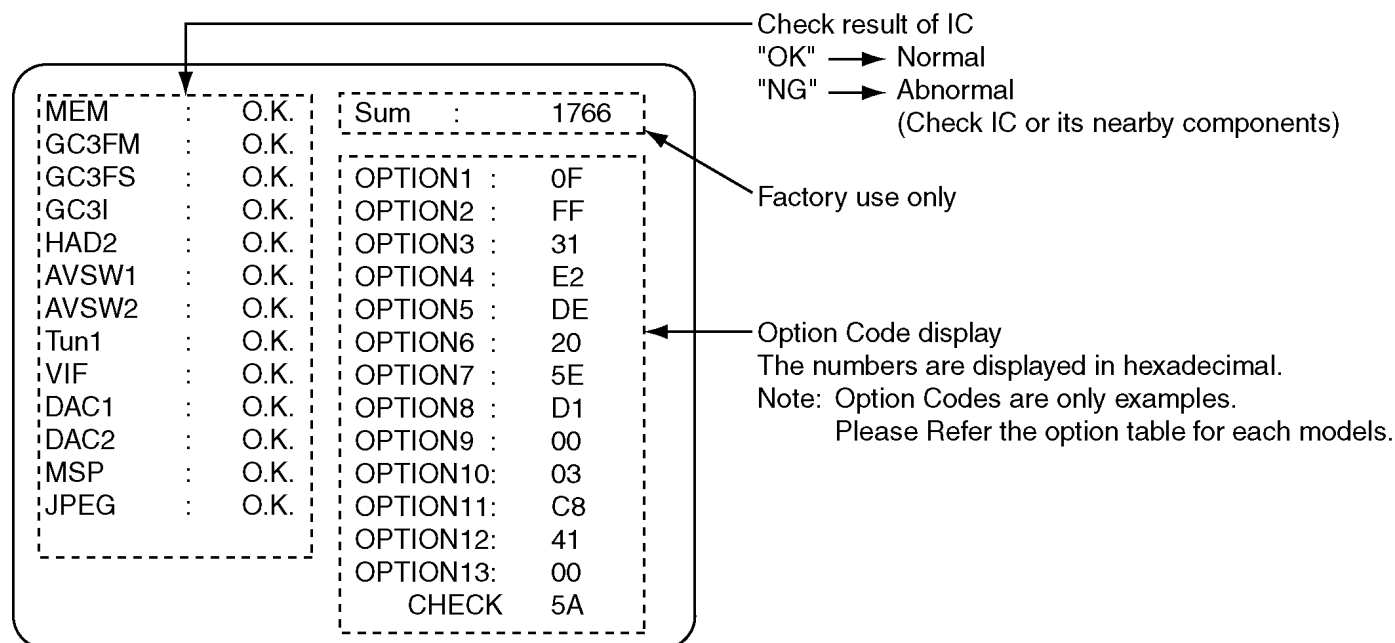 Check result of IC
"OK" → Normal
"NG" → Abnormal
(Check IC or its nearby components)
MEM : O.K.
GC3FM : O.K.
GC3FS : O.K.
GC3I : O.K.
HAD2 : O.K.
AVSW1 : O.K.
AVSW2 : O.K.
Tun1 : O.K.
VIF : O.K.
DAC1 : O.K.
DAC2 : O.K.
MSP : O.K.
JPEG : O.K.
Sum : 1766
Factory use only
OPTION1 : 0F
OPTION2 : FF
OPTION3 : 31
OPTION4 : E2
OPTION5 : DE
OPTION6 : 20
OPTION7 : 5E
OPTION8 : D1
OPTION9 : 00
OPTION10: 03
OPTION11: C8
OPTION12: 41
OPTION13: 00
CHECK 5A
Option Code display
The numbers are displayed in hexadecimal.
Note: Option Codes are only examples.
Please Refer the option table for each models.